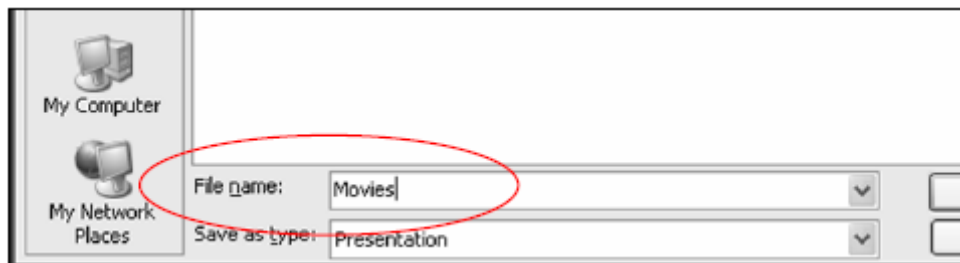 My Computer
My Network
Places
File name: Movies
Save as type: Presentation